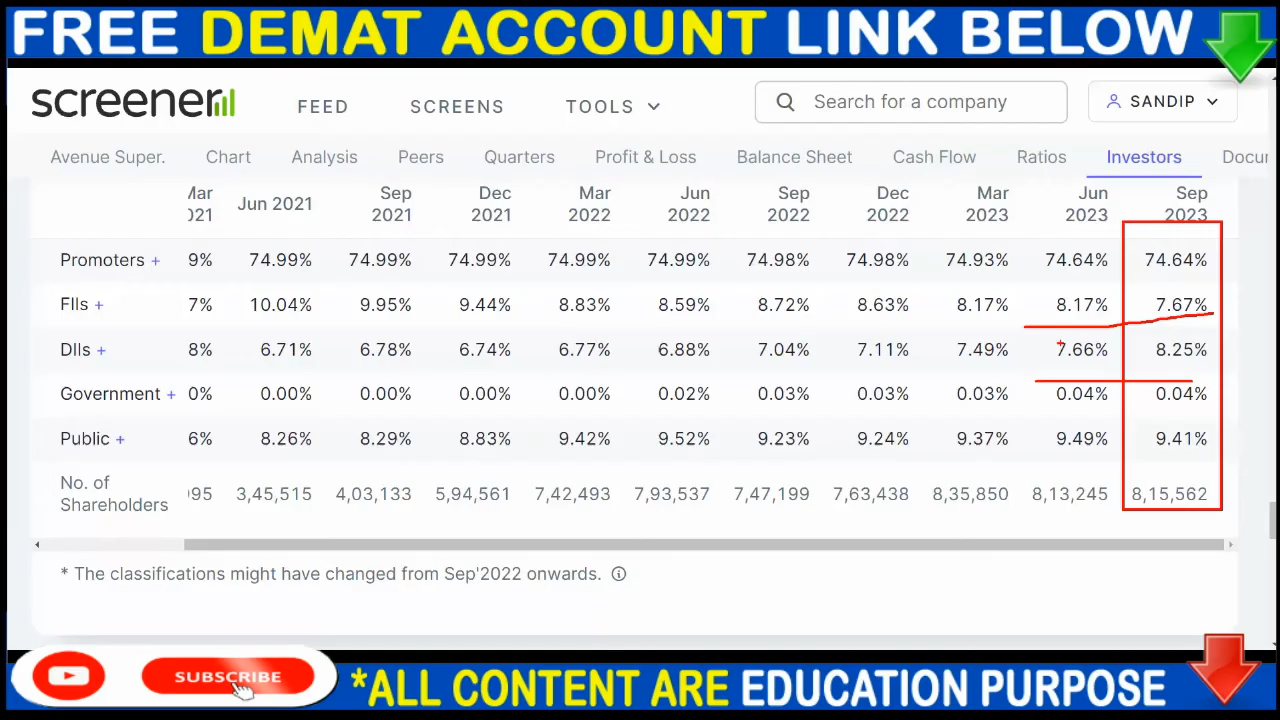 FREE DEMAT ACCOUNT LINK BELOW
screener FEED SCREENS TOOLS Search for a company SANDIP
Avenue Super. Chart Analysis Peers Quarters Profit & Loss Balance Sheet Cash Flow Ratios Investors
Jun 2021 Sep 2021 Dec 2021 Mar 2022 Jun 2022 Sep 2022 Dec 2022 Mar 2023 Jun 2023 Sep 2023
Promoters + 9% 74.99% 74.99% 74.99% 74.99% 74.99% 74.98% 74.98% 74.93% 74.64% 74.64%
FIIs + 7% 10.04% 9.95% 9.44% 8.83% 8.59% 8.72% 8.63% 8.17% 8.17% 7.67%
DIIs + 8% 6.71% 6.78% 6.74% 6.77% 6.88% 7.04% 7.11% 7.49% 7.66% 8.25%
Government + 0% 0.00% 0.00% 0.00% 0.00% 0.02% 0.03% 0.03% 0.03% 0.04% 0.04%
Public + 6% 8.26% 8.29% 8.83% 9.42% 9.52% 9.23% 9.24% 9.37% 9.49% 9.41%
No. of Shareholders 95 3,45,515 4,03,133 5,94,561 7,42,493 7,93,537 7,47,199 7,63,438 8,35,850 8,13,245 8,15,562
* The classifications might have changed from Sep'2022 onwards.
SUBSCRIBE
*ALL CONTENT ARE EDUCATION PURPOSE